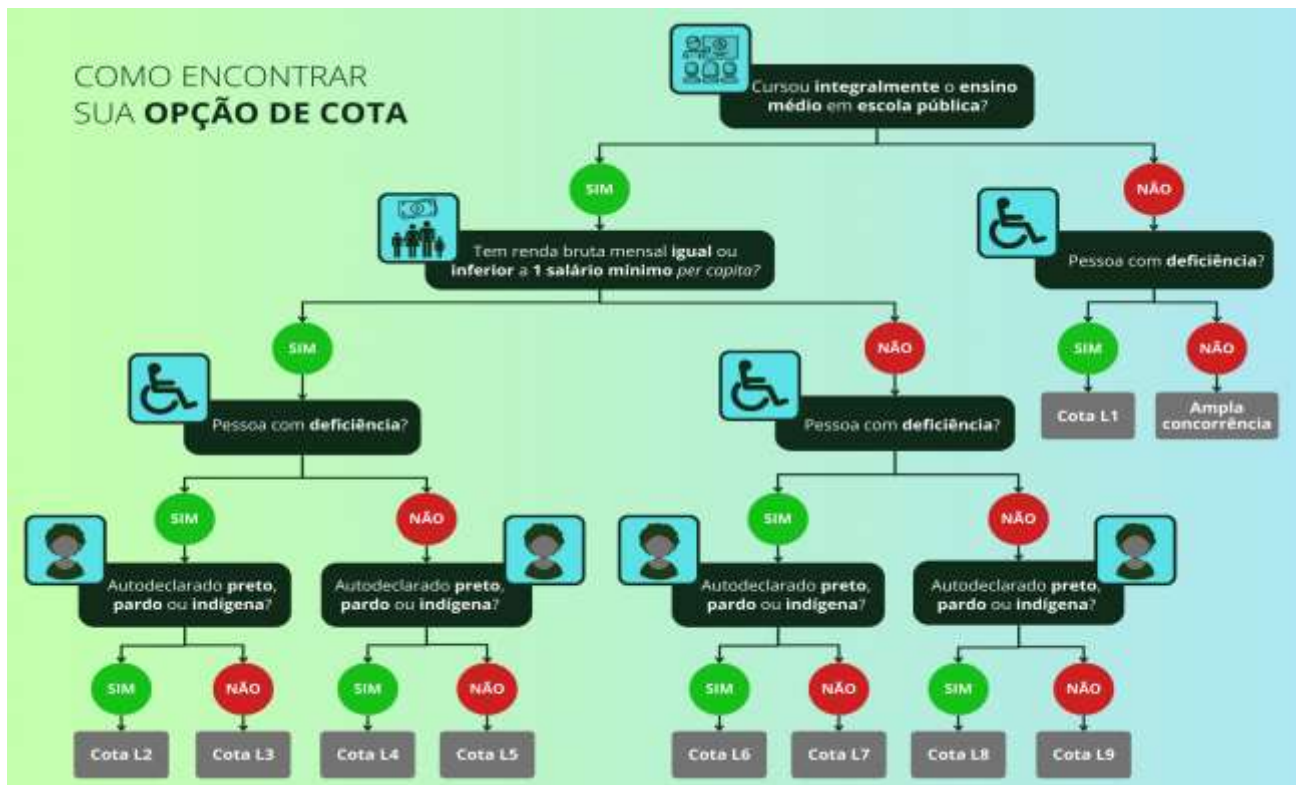 COMO ENCONTRAR
SUA OPÇÃO DE COTA
Cursou integralmente o ensino
médio em escola pública?
SIM
NÃO
Tem renda bruta mensal igual ou
inferior a 1 salário mínimo per capita?
Pessoa com deficiência?
SIM
NÃO
SIM
NÃO
Cota L1
Ampla
concorrência
Pessoa com deficiência?
Pessoa com deficiência?
SIM
NÃO
SIM
NÃO
Autodeclarado preto,
pardo ou indígena?
Autodeclarado preto,
pardo ou indígena?
Autodeclarado preto,
pardo ou indígena?
Autodeclarado preto,
pardo ou indígena?
SIM
NÃO
SIM
NÃO
SIM
NÃO
SIM
NÃO
Cota L2
Cota L3
Cota L4
Cota L5
Cota L6
Cota L7
Cota L8
Cota L9